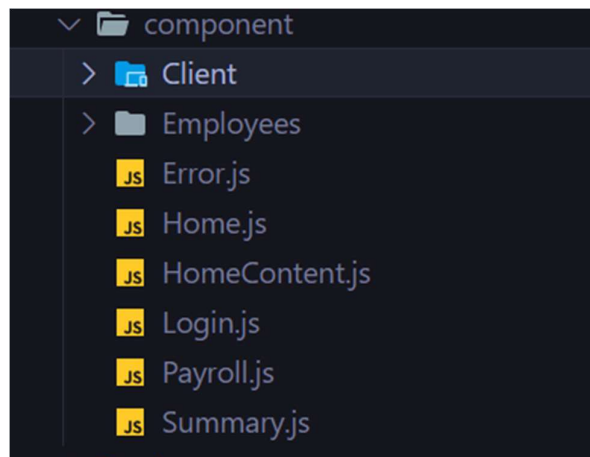 component
Client
Employees
JS Error.js
JS Home.js
JS HomeContent.js
JS Login.js
JS Payroll.js
JS Summary.js